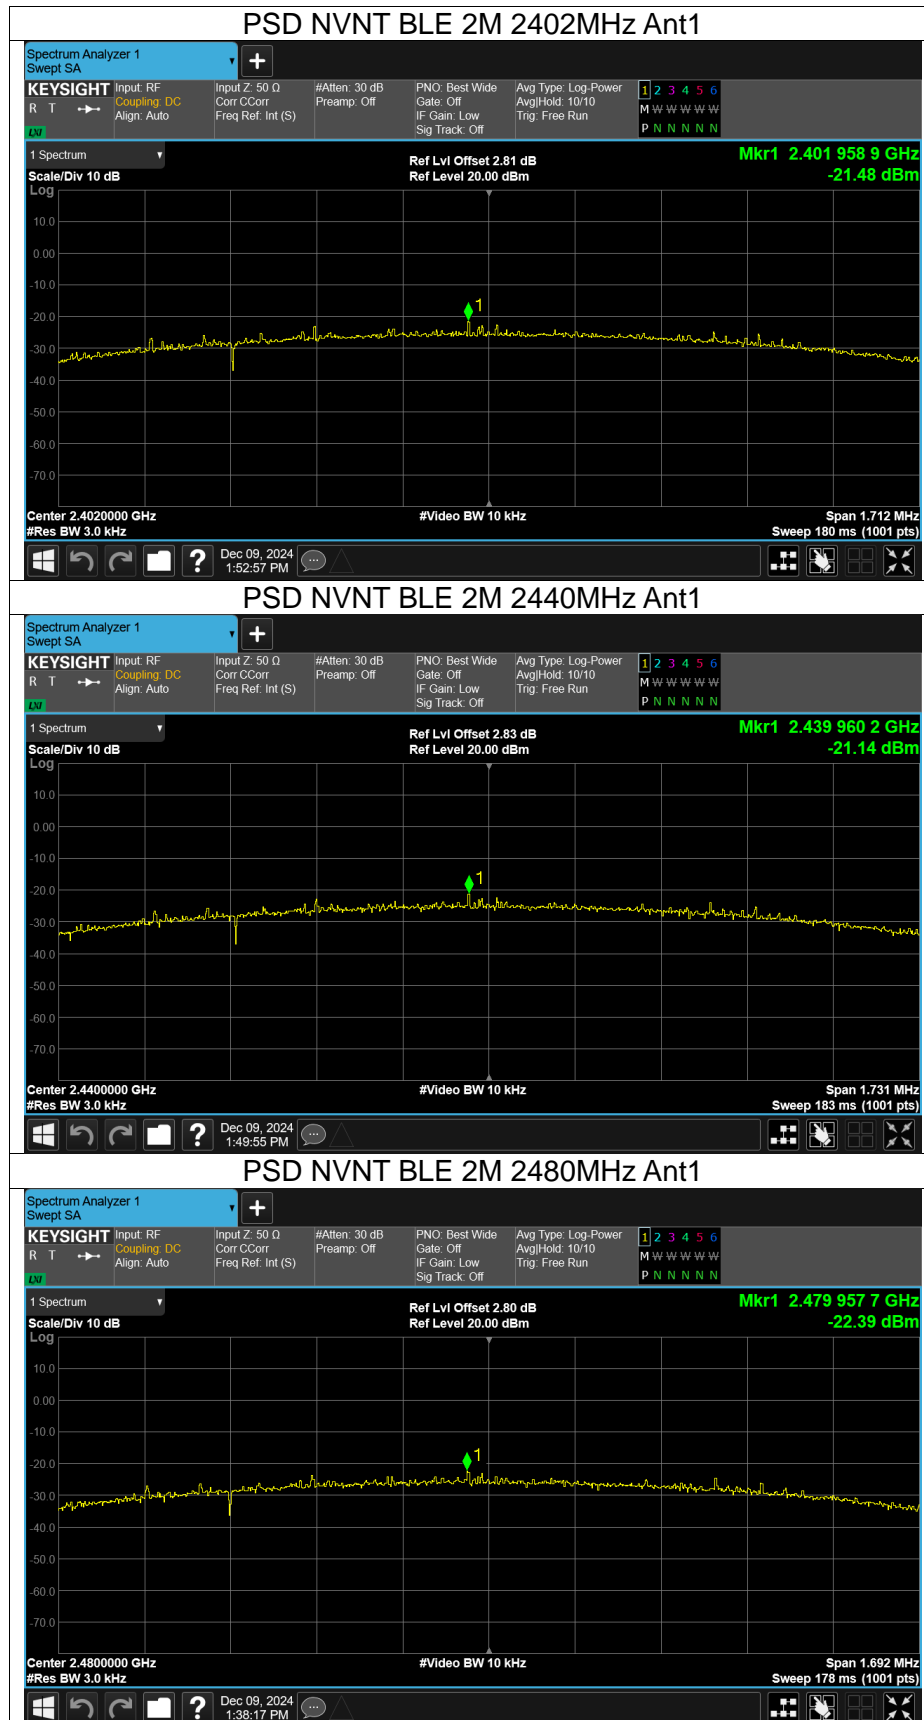 PSD NVNT BLE 2M 2402MHz Ant1
Spectrum Analyzer 1
Swept SA
KEYSIGHT
R T
LXI
Input: RF
Coupling: DC
Align: Auto
Input Z: 50 Ω
Corr CCorr
Freq Ref: Int (S)
#Atten: 30 dB
Preamp: Off
PNO: Best Wide
Gate: Off
IF Gain: Low
Sig Track: Off
Avg Type: Log-Power
Avg|Hold: 10/10
Trig: Free Run
1 2 3 4 5 6
M W W W W W
P N N N N N
1 Spectrum
Scale/Div 10 dB
Ref Lvl Offset 2.81 dB
Ref Level 20.00 dBm
Mkr1 2.401 958 9 GHz
-21.48 dBm
Log
10.0
0.00
-10.0
-20.0
-30.0
-40.0
-50.0
-60.0
-70.0
1
Center 2.4020000 GHz
#Res BW 3.0 kHz
#Video BW 10 kHz
Span 1.712 MHz
Sweep 180 ms (1001 pts)
?
Dec 09, 2024
1:52:57 PM
PSD NVNT BLE 2M 2440MHz Ant1
Spectrum Analyzer 1
Swept SA
KEYSIGHT
R T
LXI
Input: RF
Coupling: DC
Align: Auto
Input Z: 50 Ω
Corr CCorr
Freq Ref: Int (S)
#Atten: 30 dB
Preamp: Off
PNO: Best Wide
Gate: Off
IF Gain: Low
Sig Track: Off
Avg Type: Log-Power
Avg|Hold: 10/10
Trig: Free Run
1 2 3 4 5 6
M W W W W W
P N N N N N
1 Spectrum
Scale/Div 10 dB
Ref Lvl Offset 2.83 dB
Ref Level 20.00 dBm
Mkr1 2.439 960 2 GHz
-21.14 dBm
Log
10.0
0.00
-10.0
-20.0
-30.0
-40.0
-50.0
-60.0
-70.0
1
Center 2.4400000 GHz
#Res BW 3.0 kHz
#Video BW 10 kHz
Span 1.731 MHz
Sweep 183 ms (1001 pts)
?
Dec 09, 2024
1:49:55 PM
PSD NVNT BLE 2M 2480MHz Ant1
Spectrum Analyzer 1
Swept SA
KEYSIGHT
R T
LXI
Input: RF
Coupling: DC
Align: Auto
Input Z: 50 Ω
Corr CCorr
Freq Ref: Int (S)
#Atten: 30 dB
Preamp: Off
PNO: Best Wide
Gate: Off
IF Gain: Low
Sig Track: Off
Avg Type: Log-Power
Avg|Hold: 10/10
Trig: Free Run
1 2 3 4 5 6
M W W W W W
P N N N N N
1 Spectrum
Scale/Div 10 dB
Ref Lvl Offset 2.80 dB
Ref Level 20.00 dBm
Mkr1 2.479 957 7 GHz
-22.39 dBm
Log
10.0
0.00
-10.0
-20.0
-30.0
-40.0
-50.0
-60.0
-70.0
1
Center 2.4800000 GHz
#Res BW 3.0 kHz
#Video BW 10 kHz
Span 1.692 MHz
Sweep 178 ms (1001 pts)
?
Dec 09, 2024
1:38:17 PM